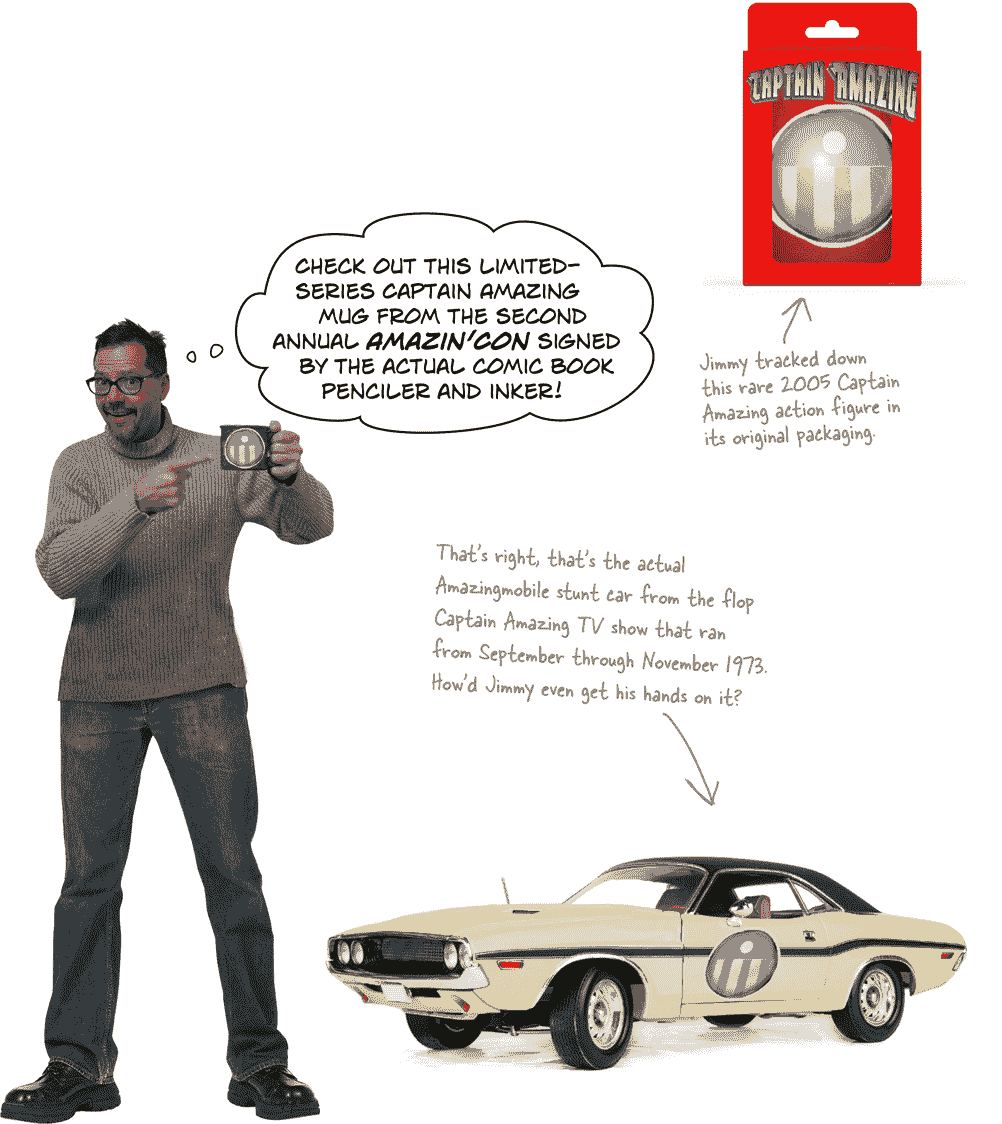 CAPTAIN AMAZING
CHECK OUT THIS LIMITED-
SERIES CAPTAIN AMAZING
MUG FROM THE SECOND
ANNUAL AMAZIN'CON SIGNED
BY THE ACTUAL COMIC BOOK
PENCILER AND INKER!
Jimmy tracked down
this rare 2005 Captain
Amazing action figure in
its original packaging.
That's right, that's the actual
Amazingmobile stunt car from the flop
Captain Amazing TV show that ran
from September through November 1973.
How'd Jimmy even get his hands on it?